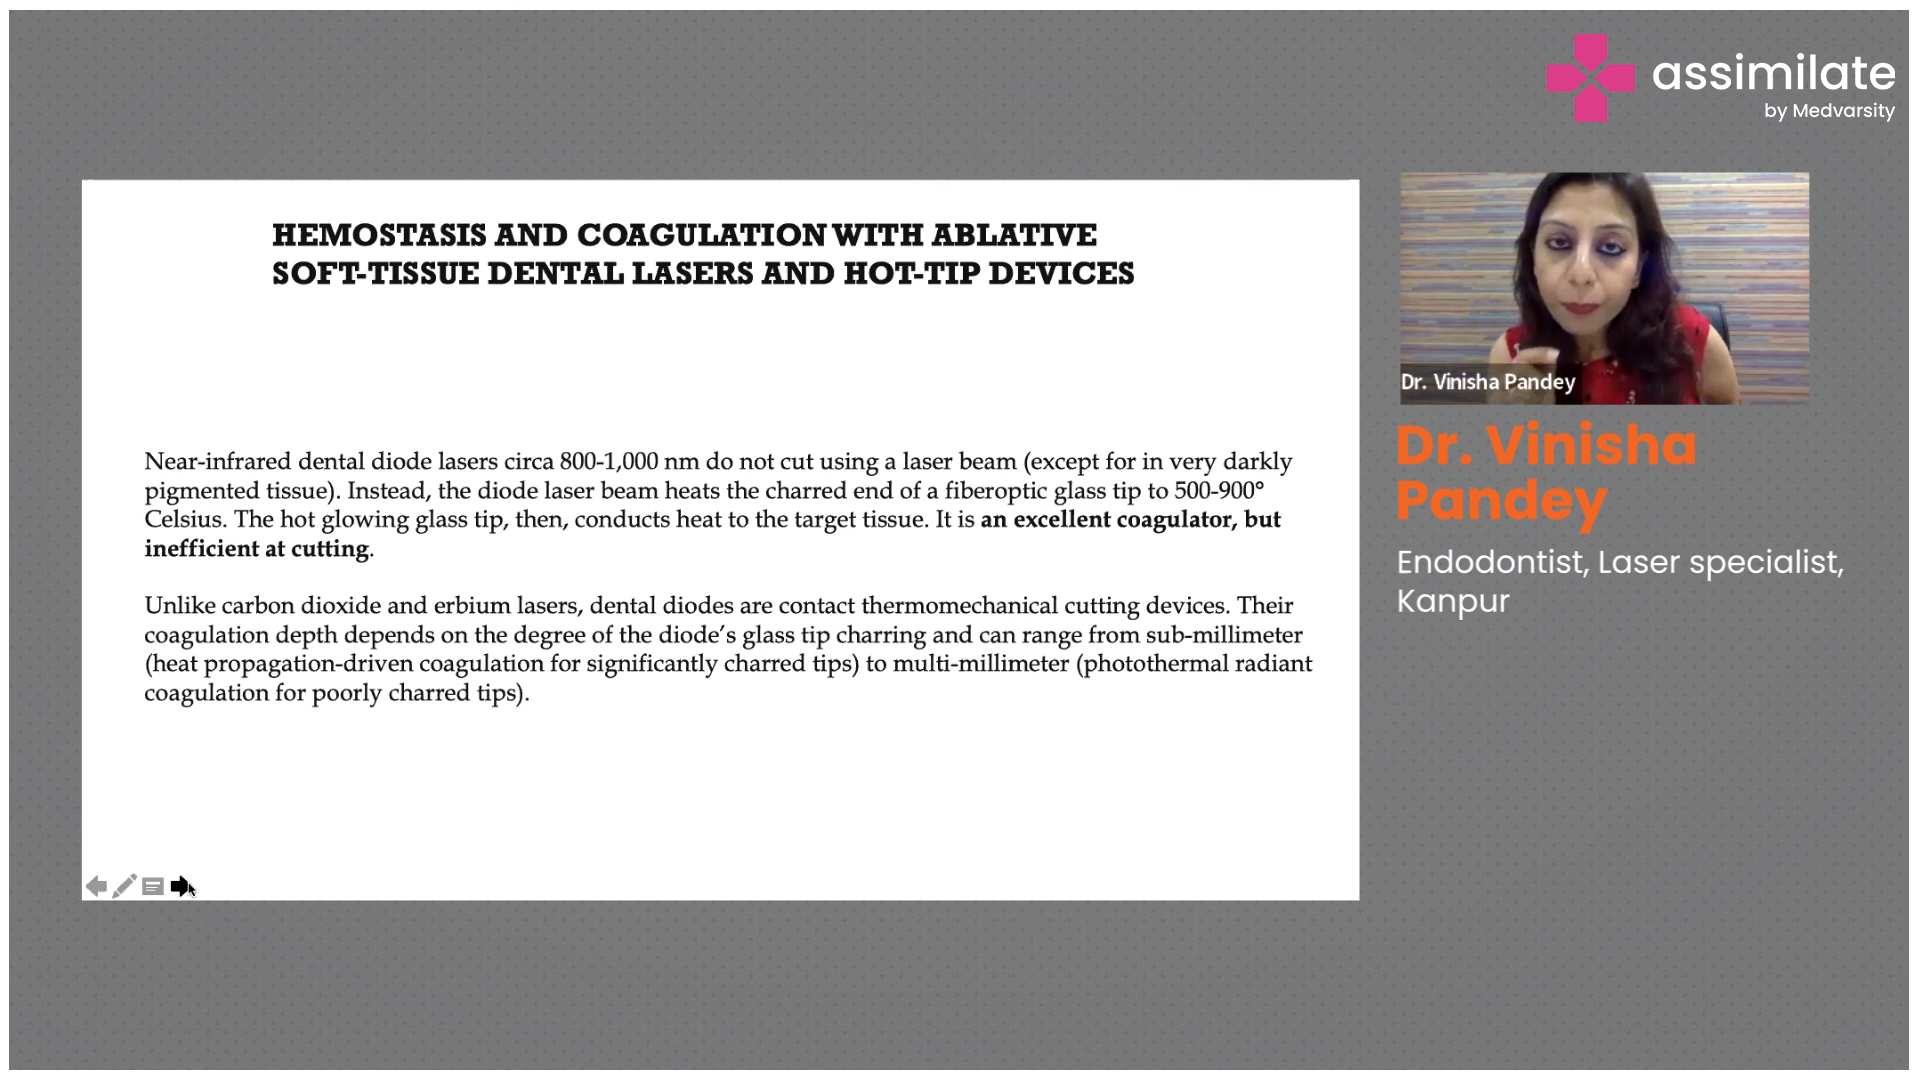 assimilate
by Medvarsity
HEMOSTASIS AND COAGULATION WITH ABLATIVE
SOFT-TISSUE DENTAL LASERS AND HOT-TIP DEVICES
Near-infrared dental diode lasers circa 800-1,000 nm do not cut using a laser beam (except for in very darkly
pigmented tissue). Instead, the diode laser beam heats the charred end of a fiberoptic glass tip to 500-900°
Celsius. The hot glowing glass tip, then, conducts heat to the target tissue. It is an excellent coagulator, but
inefficient at cutting.
Unlike carbon dioxide and erbium lasers, dental diodes are contact thermomechanical cutting devices. Their
coagulation depth depends on the degree of the diode’s glass tip charring and can range from sub-millimeter
(heat propagation-driven coagulation for significantly charred tips) to multi-millimeter (photothermal radiant
coagulation for poorly charred tips).
Dr. Vinisha Pandey
Dr. Vinisha
Pandey
Endodontist, Laser specialist,
Kanpur